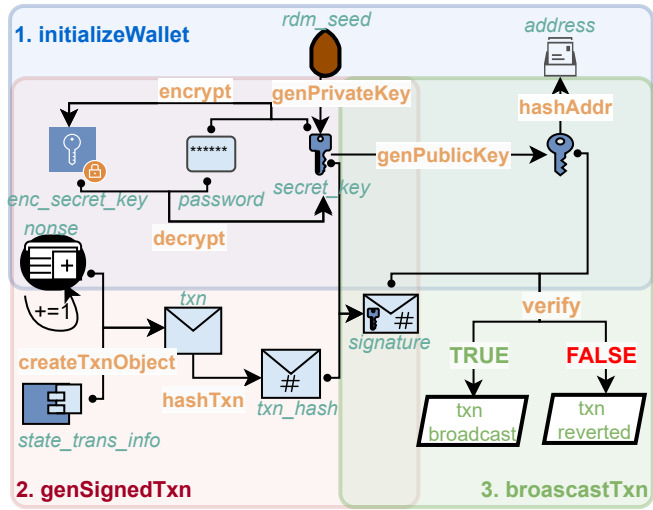 rdm_seed
address
1. initializeWallet
encrypt
genPrivateKey
hashAddr
******
genPublicKey
enc_secret_key
password
secret_key
nonse
decrypt
+=1
txn
verify
signature
#
createTxnObject
TRUE
FALSE
hashTxn
#
txn_hash
txn
broadcast
txn
reverted
state_trans_info
2. genSignedTxn
3. broascastTxn